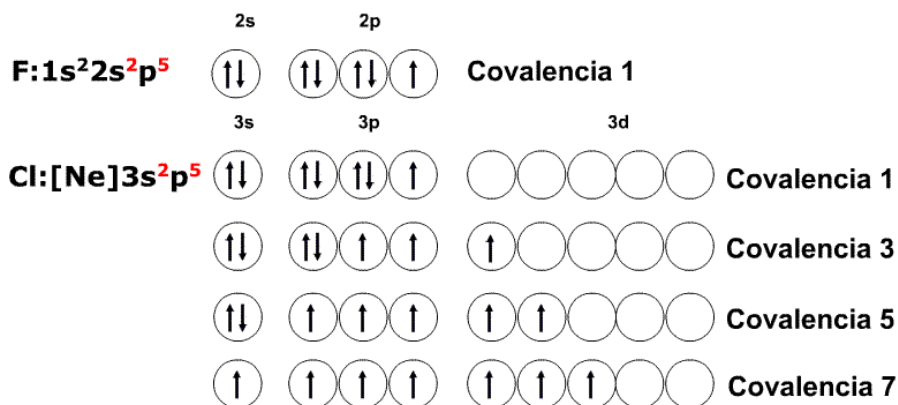 2s 2p
F:1s²2s²p⁵ Covalencia 1
3s 3p 3d
Cl:[Ne]3s²p⁵ Covalencia 1
Covalencia 3
Covalencia 5
Covalencia 7